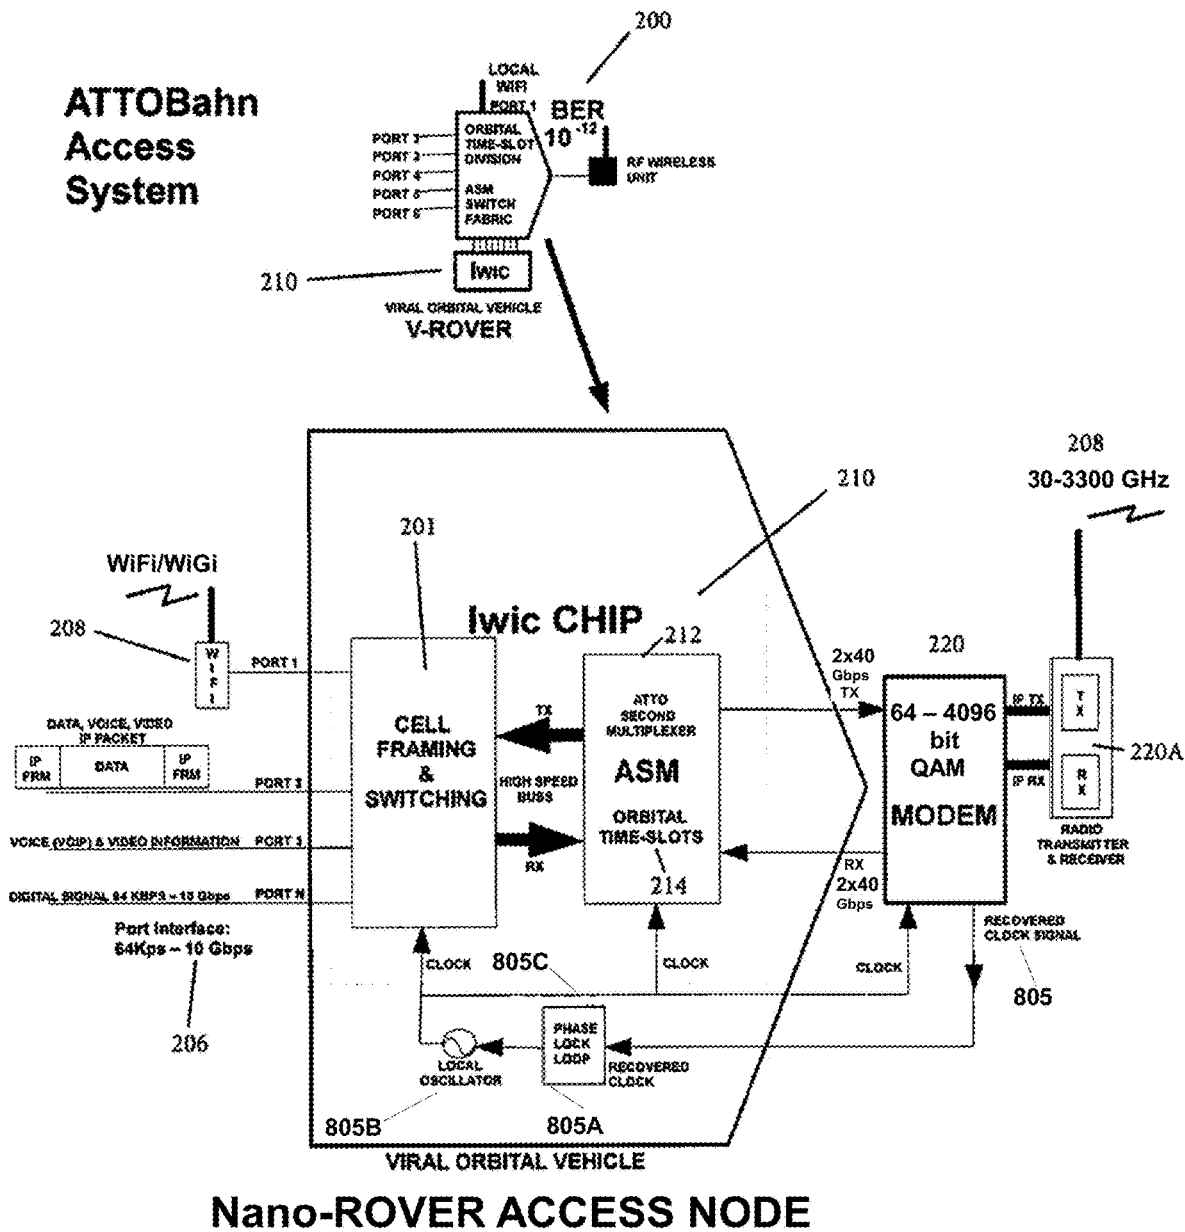 200
ATTOBahn
Access
System
LOCAL
WiFi
PORT 1
BER
10 -12
PORT 2
PORT 3
PORT 4
PORT 5
PORT 6
ORBITAL
TIME-SLOT
DIVISION
ASM
SWITCH
FABRIC
RF WIRELESS
UNIT
210
Iwic
VIRAL ORBITAL VEHICLE
V-ROVER
208
30-3300 GHz
210
201
WiFi/WiGi
208
W
I
F
I
PORT 1
Iwic CHIP
212
DATA, VOICE, VIDEO
IP PACKET
IP
FRM
DATA
IP
FRM
PORT
VOICE (VOIP) & VIDEO INFORMATION
PORT 3
DIGITAL SIGNAL 64 KBPS – Gbps
PORT N
Port Interface:
64Kps – 10 Gbps
206
CELL
FRAMING
&
SWITCHING
TX
HIGH SPEED
BUSS
RX
ATTO
SECOND
MULTIPLEXER
ASM
ORBITAL
TIME-SLOTS
214
2x40
Gbps
TX
RX
2x40
Gbps
220
64 – 4096
bit
QAM
MODEM
IP TX
IP RX
T
X
R
X
220A
RADIO
TRANSMITTER
& RECEIVER
RECOVERED
CLOCK SIGNAL
805
CLOCK
805C
CLOCK
CLOCK
LOCAL
OSCILLATOR
PHASE
LOCK
LOOP
RECOVERED
CLOCK
805B
805A
VIRAL ORBITAL VEHICLE
Nano-ROVER ACCESS NODE